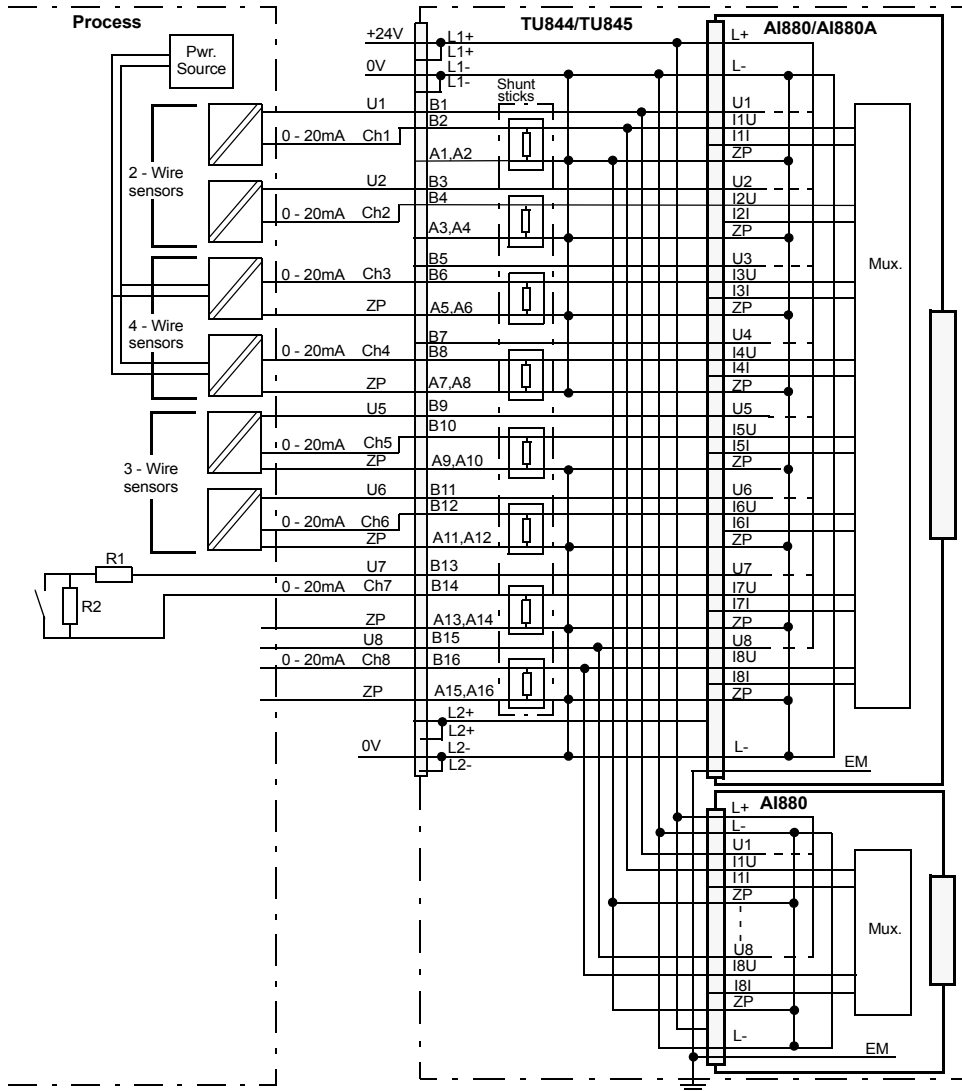 Process
TU844/TU845
AI880/AI880A
Pwr.
Source
+24V
L1+
L1+
L+
0V
L1-
L1-
L-
Shunt
sticks
U1
B1
U1
B2
I1U
0 - 20mA
Ch1
I1I
A1,A2
ZP
2 - Wire
sensors
U2
B3
U2
B4
I2U
0 - 20mA
Ch2
I2I
A3,A4
ZP
B5
U3
0 - 20mA
Ch3
B6
I3U
I3I
ZP
A5,A6
ZP
Mux.
4 - Wire
sensors
B7
U4
0 - 20mA
Ch4
B8
I4U
I4I
ZP
A7,A8
ZP
U5
B9
U5
B10
I5U
0 - 20mA
Ch5
I5I
ZP
A9,A10
ZP
3 - Wire
sensors
U6
B11
U6
B12
I6U
0 - 20mA
Ch6
I6I
ZP
A11,A12
ZP
R1
U7
B13
U7
0 - 20mA
Ch7
B14
I7U
R2
I7I
ZP
A13,A14
ZP
U8
B15
U8
0 - 20mA
Ch8
B16
I8U
I8I
ZP
A15,A16
ZP
L2+
L2+
0V
L2-
L2-
L-
EM
AI880
L+
L-
U1
I1U
I1I
ZP
Mux.
U8
I8U
I8I
ZP
L-
EM